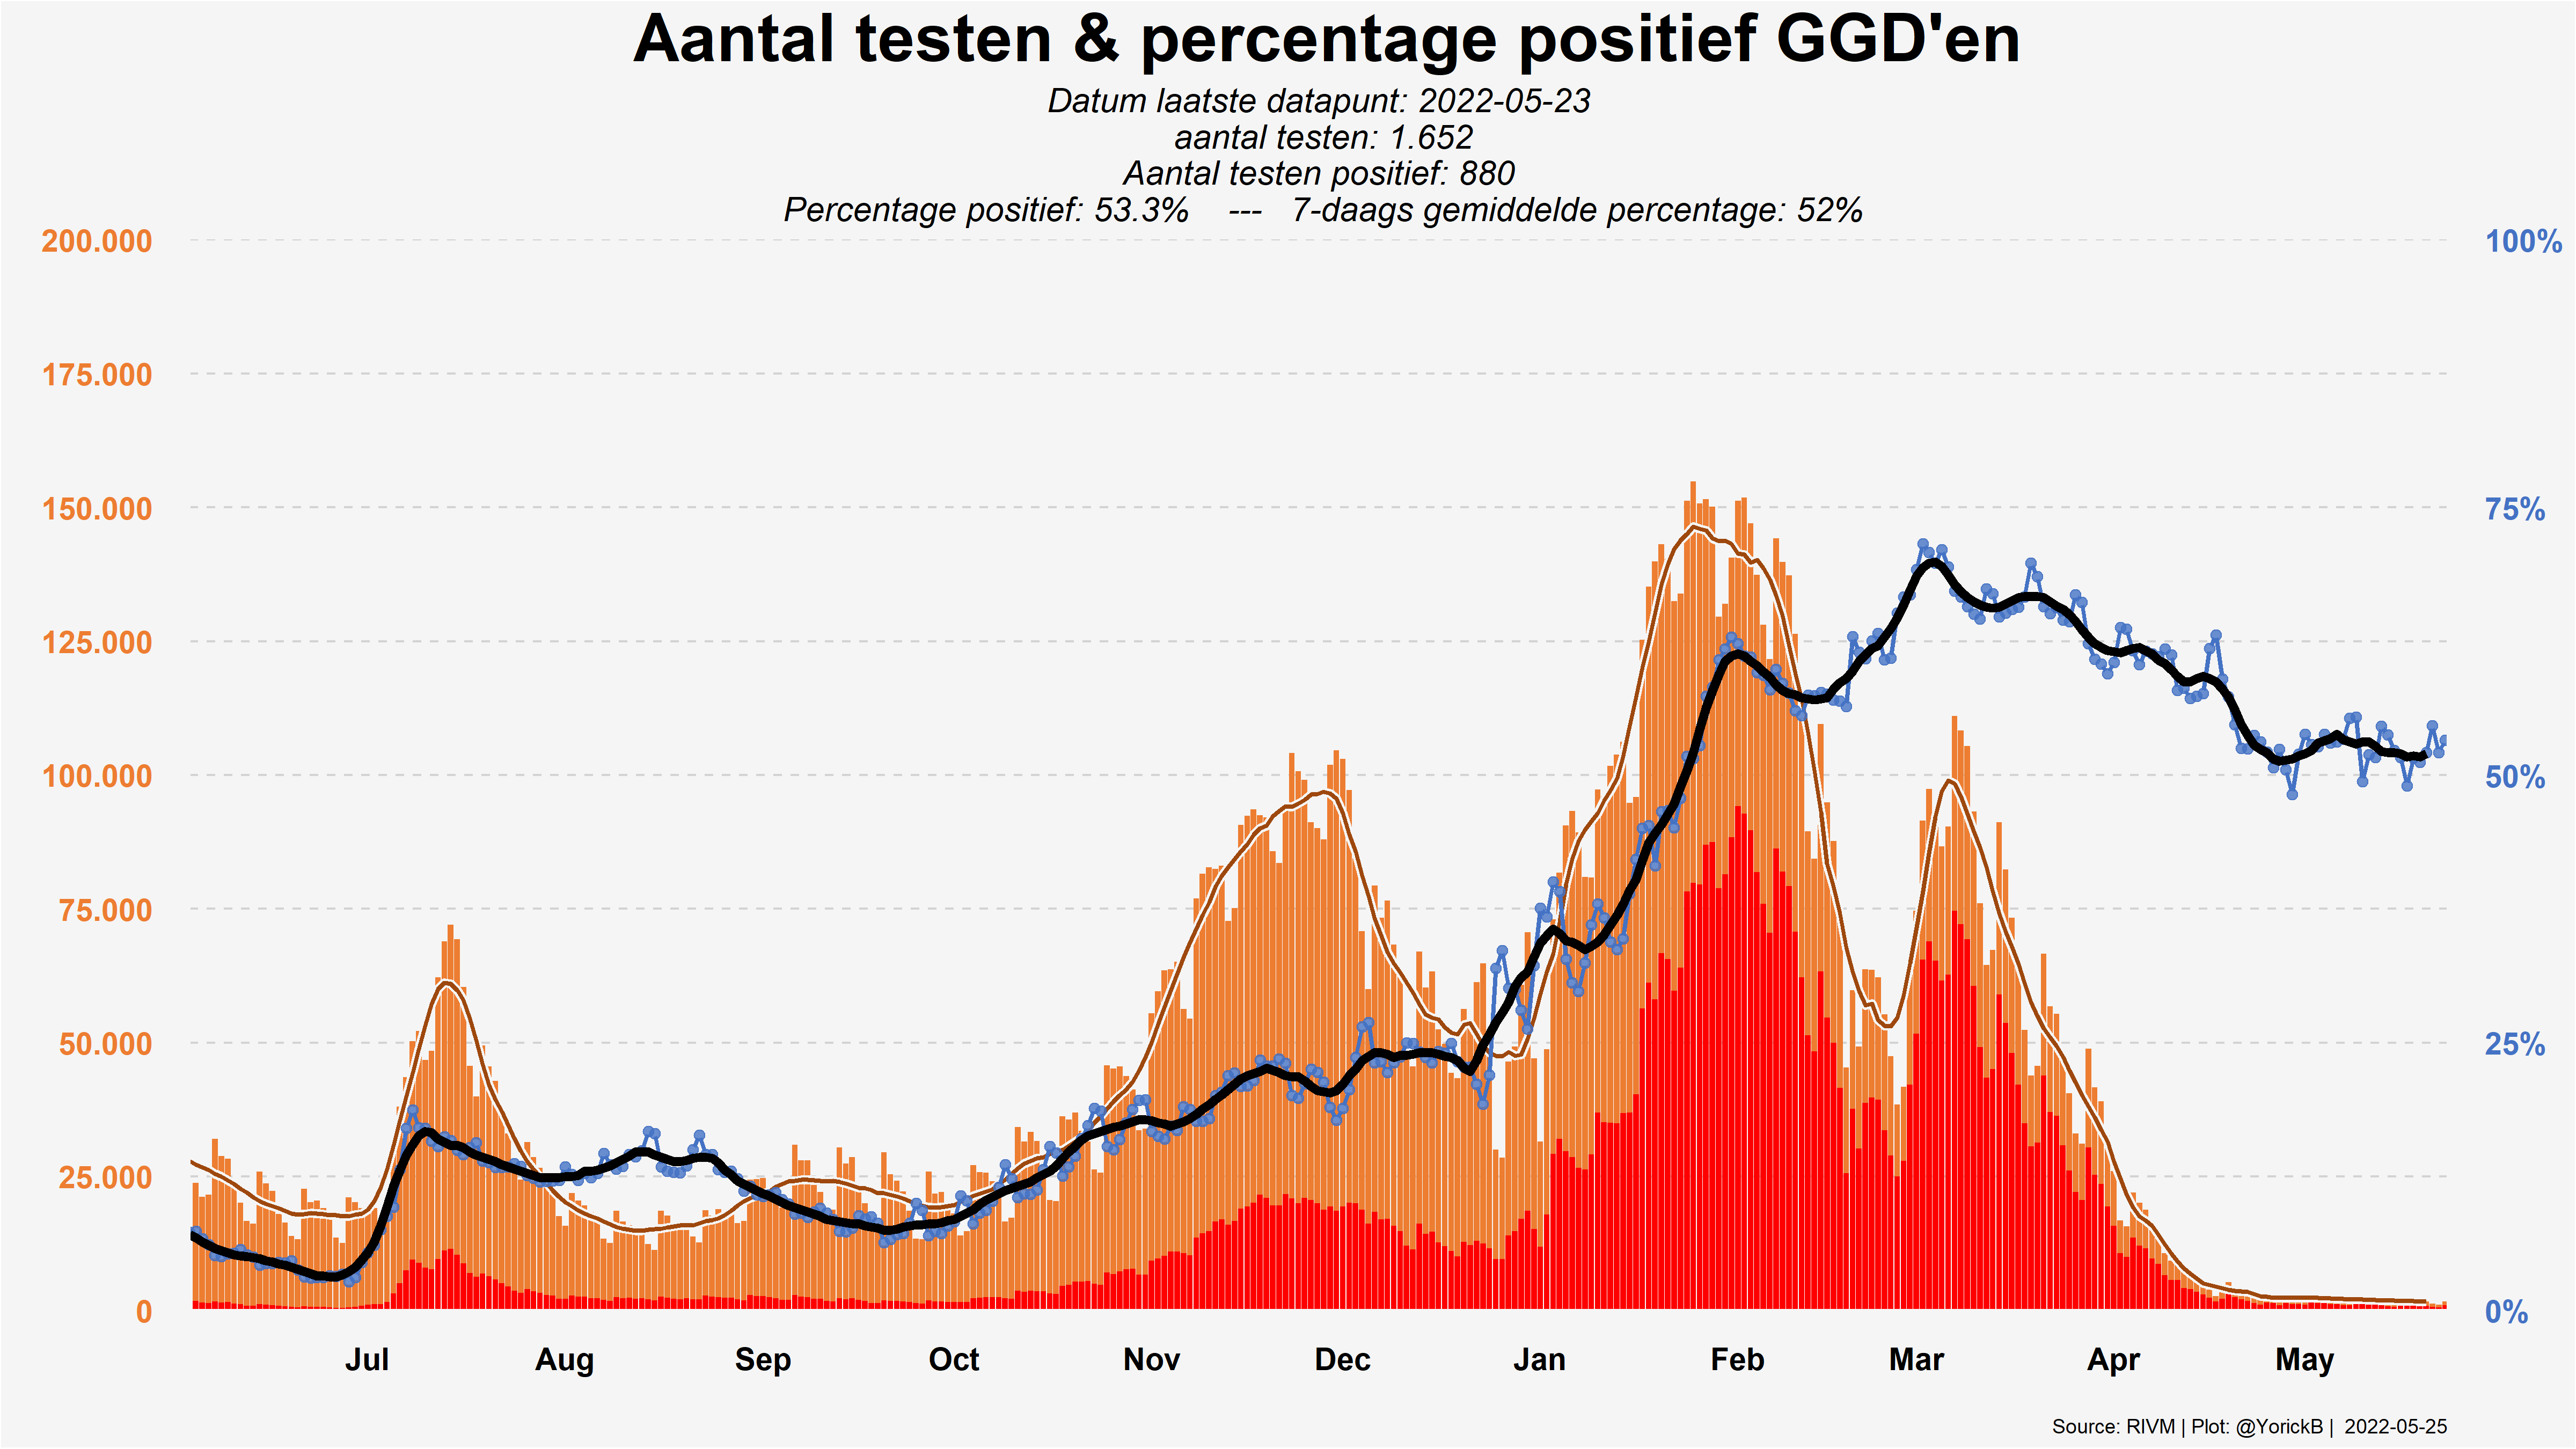 Aantal testen & percentage positief GGD'en
Datum laatste datapunt: 2022-05-23
aantal testen: 1.652
Aantal testen positief: 880
Percentage positief: 53.3% --- 7-daags gemiddelde percentage: 52%
200.000 100%
175.000
150.000 75%
125.000
100.000 50%
75.000
50.000 25%
25.000
0 0%
Jul Aug Sep Oct Nov Dec Jan Feb Mar Apr May
Source: RIVM | Plot: @YorickB | 2022-05-25